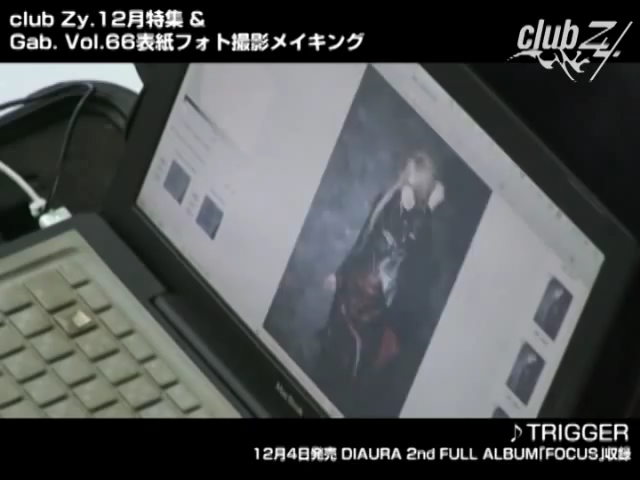 club Zy.12月特集 &
Gab. Vol.66表紙フォト撮影メイキング
club Zy.
MacBook
♪TRIGGER
12月4日発売 DIAURA 2nd FULL ALBUM「FOCUS」収録